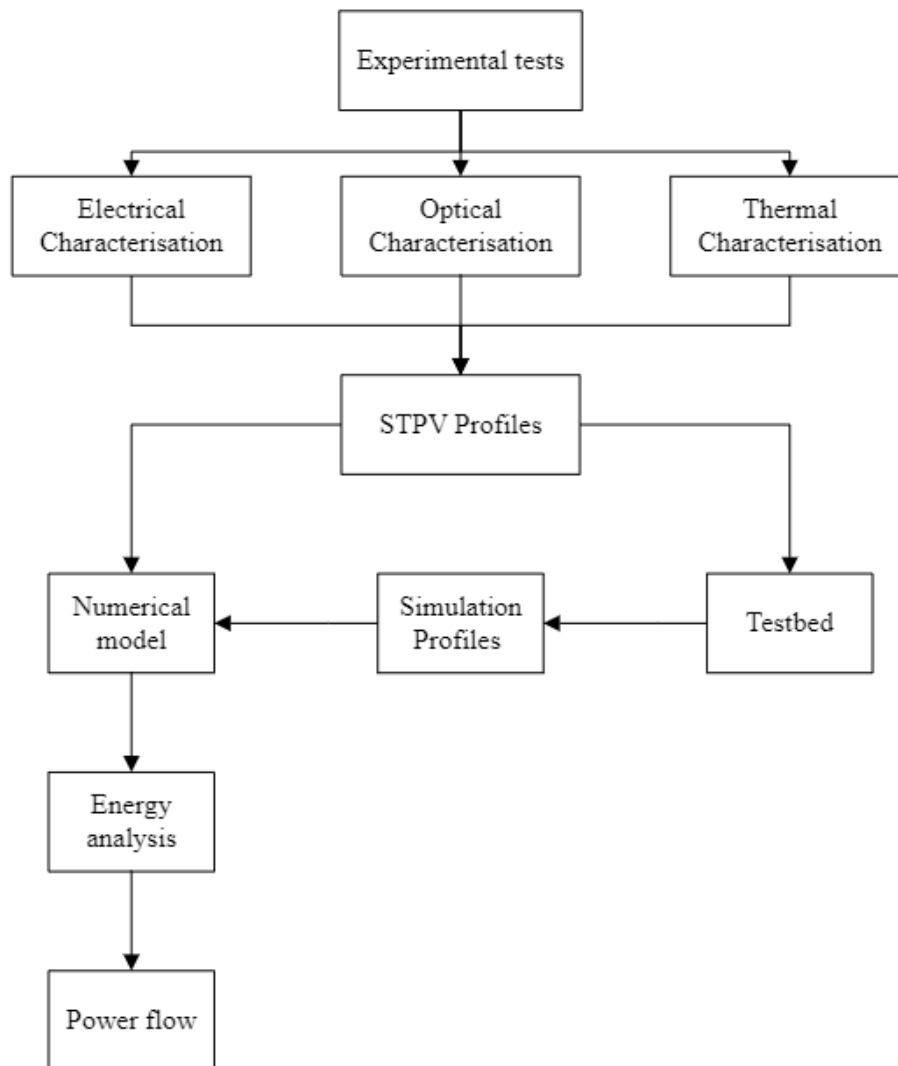 Experimental tests
Electrical
Characterisation
Optical
Characterisation
Thermal
Characterisation
STPV Profiles
Numerical
model
Simulation
Profiles
Testbed
Energy
analysis
Power flow